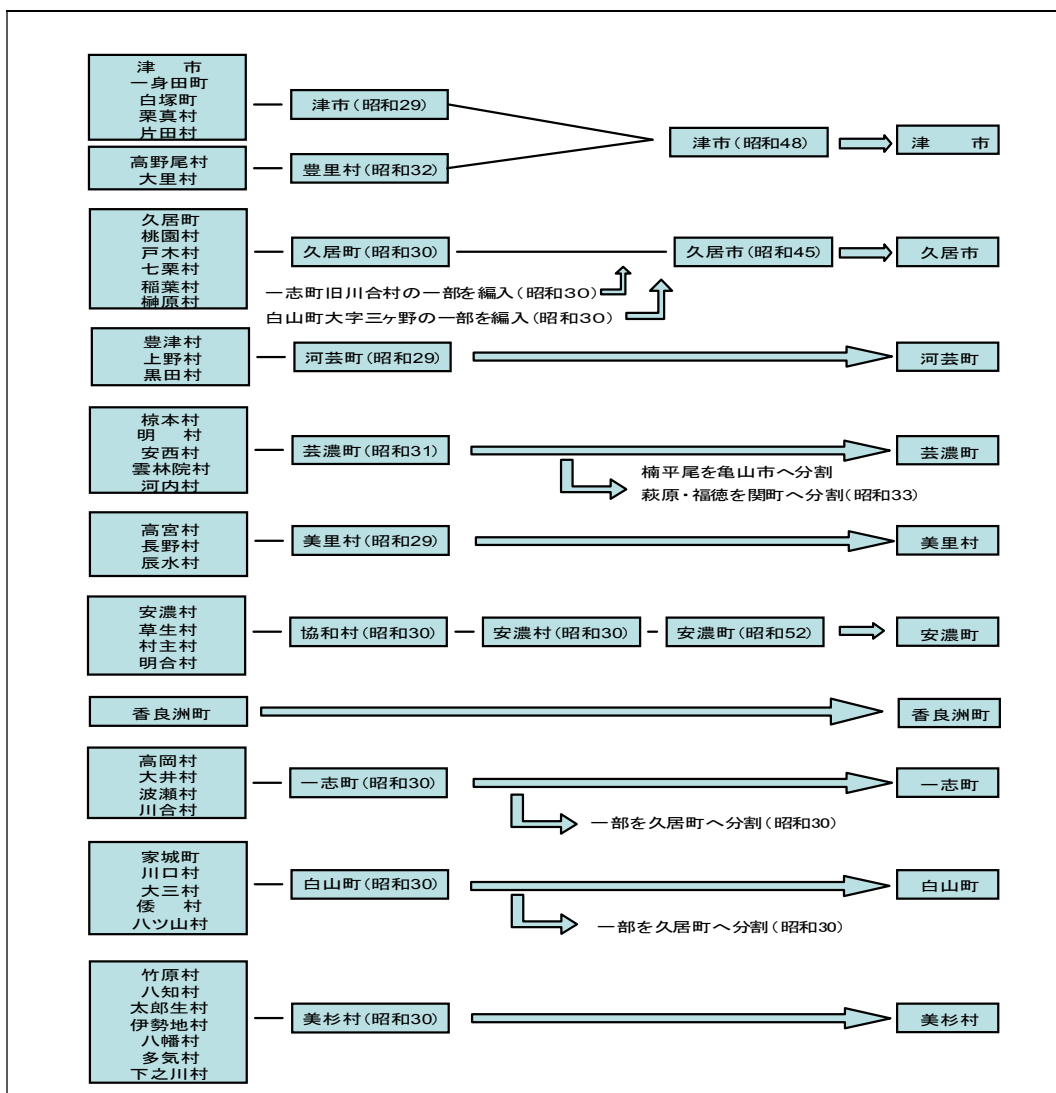 津　市
一身田町
白塚町
栗真村
片田村
津市（昭和29）
高野尾村
大里村
豊里村（昭和32）
津市（昭和48）
津　市
久居町
桃園村
戸木村
七栗村
稲葉村
榊原村
久居町（昭和30）
久居市（昭和45）
久居市
一志町旧川合村の一部を編入（昭和30）
白山町大字三ヶ野の一部を編入（昭和30）
豊津村
上野村
黒田村
河芸町（昭和29）
河芸町
椋本村
明　村
安西村
雲林院村
河内村
芸濃町（昭和31）
芸濃町
楠平尾を亀山市へ分割
萩原・福徳を関町へ分割（昭和33）
高宮村
長野村
辰水村
美里村（昭和29）
美里村
安濃村
草生村
村主村
明合村
協和村（昭和30）
安濃村（昭和30）
安濃町（昭和52）
安濃町
香良洲町
香良洲町
高岡村
大井村
波瀬村
川合村
一志町（昭和30）
一志町
一部を久居町へ分割（昭和30）
家城町
川口村
大三村
倭　村
八ツ山村
白山町（昭和30）
白山町
一部を久居町へ分割（昭和30）
竹原村
八知村
太郎生村
伊勢地村
八幡村
多気村
下之川村
美杉村（昭和30）
美杉村